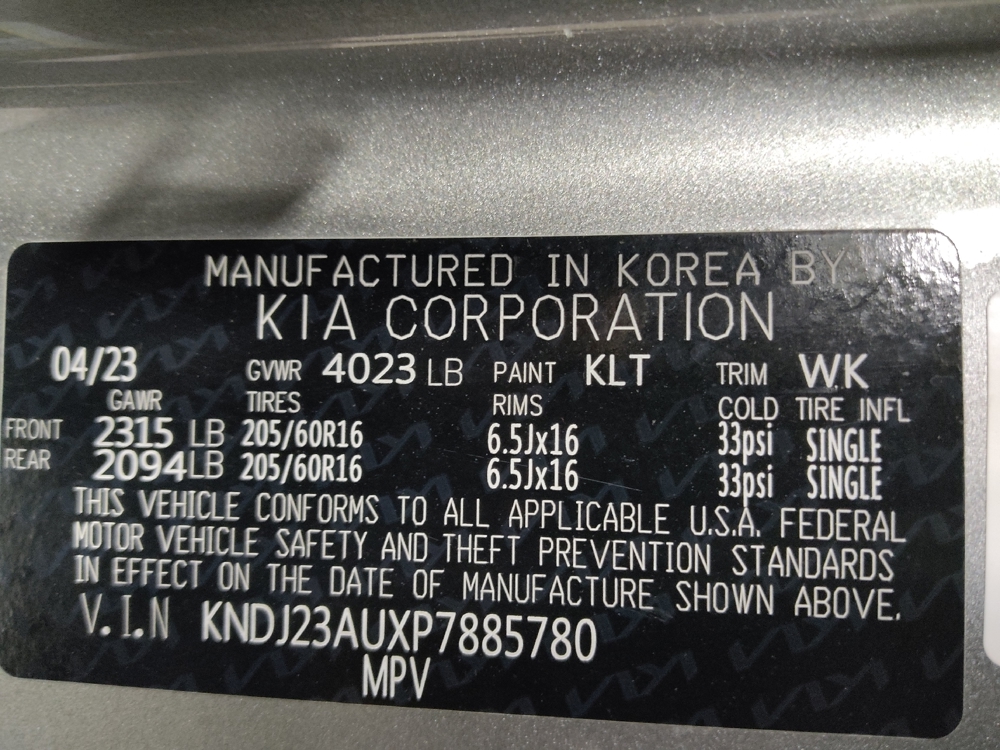 MANUFACTURED IN KOREA BY
KIA CORPORATION
04/23 GVWR 4023 LB PAINT KLT TRIM WK
GAWR TIRES RIMS COLD TIRE INFL
FRONT 2315 LB 205/60R16 6.5Jx16 33psi SINGLE
REAR 2094 LB 205/60R16 6.5Jx16 33psi SINGLE
THIS VEHICLE CONFORMS TO ALL APPLICABLE U.S.A. FEDERAL
MOTOR VEHICLE SAFETY AND THEFT PREVENTION STANDARDS
IN EFFECT ON THE DATE OF MANUFACTURE SHOWN ABOVE.
V.I.N KNDJ23AUXP7885780
MPV